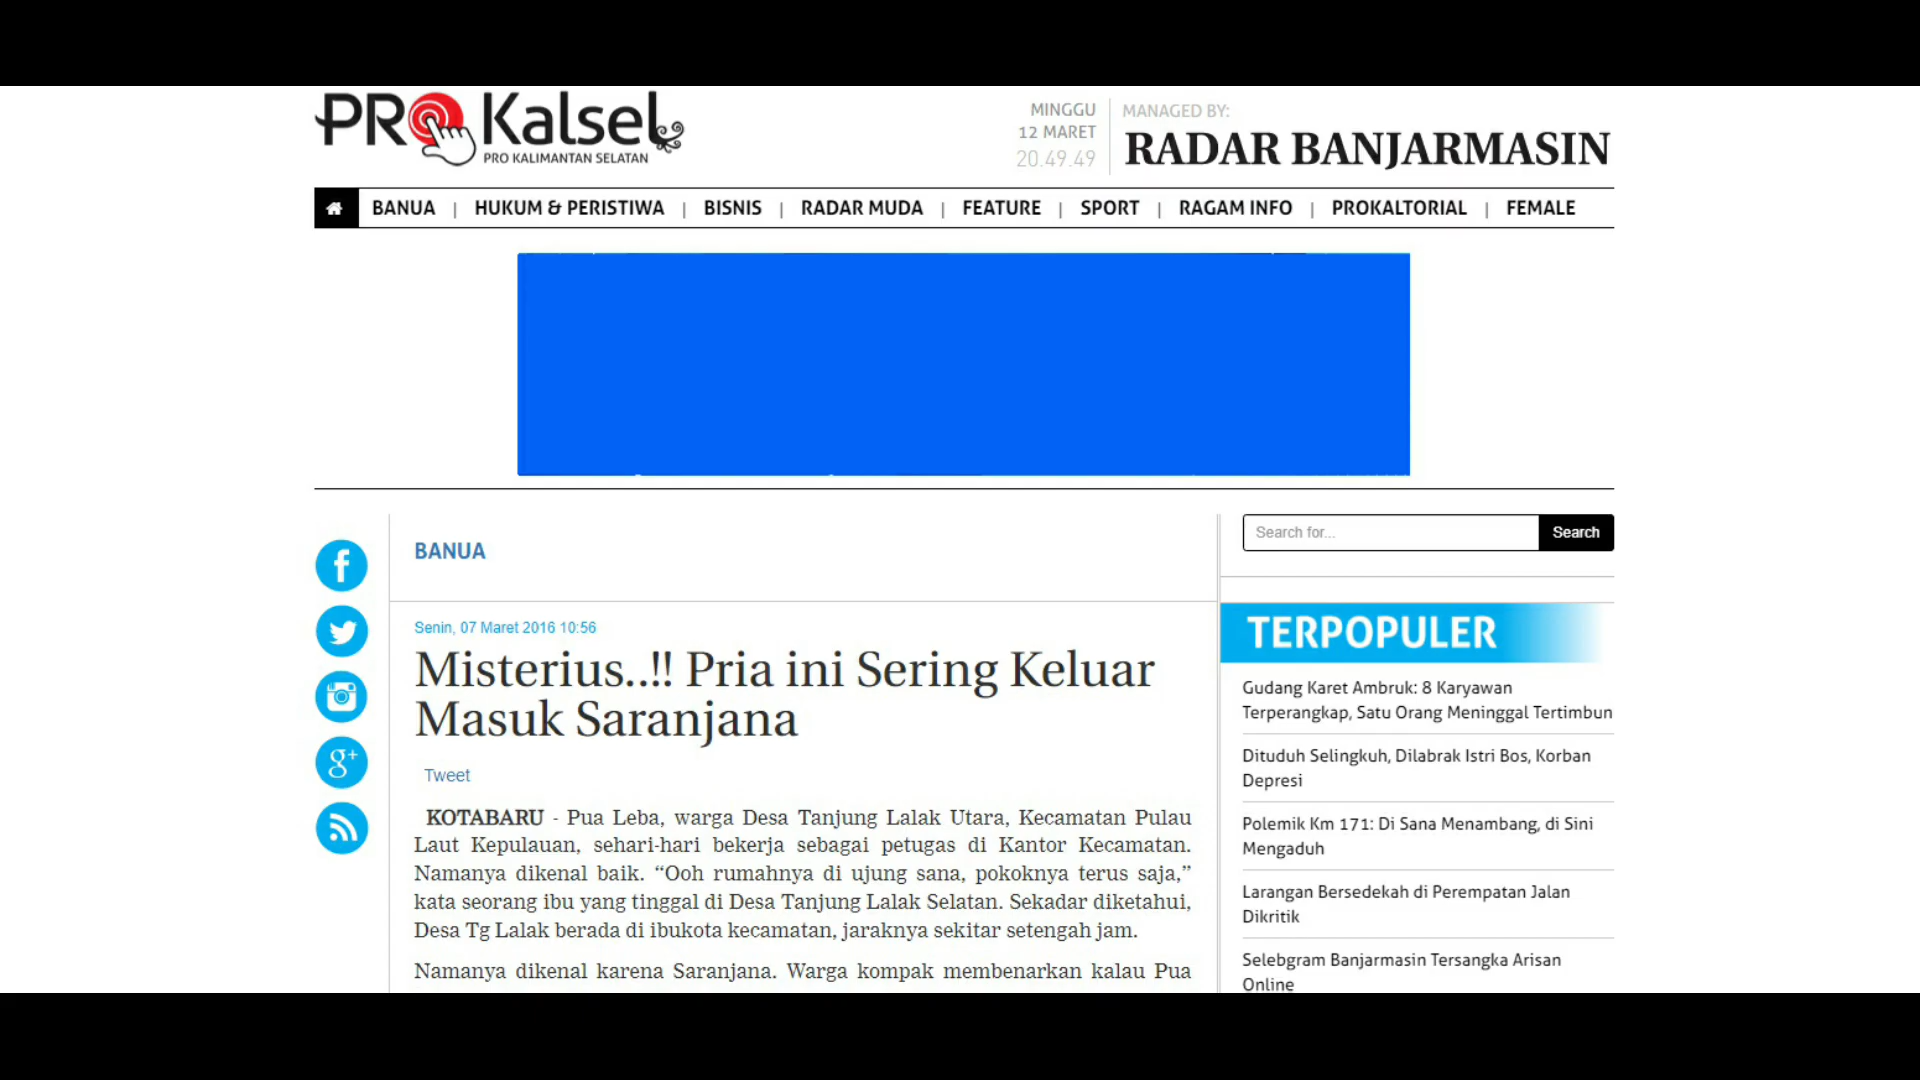 PRO Kalsel
PRO KALIMANTAN SELATAN
MINGGU
12 MARET
20.49.49
MANAGED BY:
RADAR BANJARMASIN
BANUA | HUKUM & PERISTIWA | BISNIS | RADAR MUDA | FEATURE | SPORT | RAGAM INFO | PROKALTORIAL | FEMALE
BANUA
Senin, 07 Maret 2016 10:56
Misterius..!! Pria ini Sering Keluar
Masuk Saranjana
Tweet
KOTABARU - Pua Leba, warga Desa Tanjung Lalak Utara, Kecamatan Pulau
Laut Kepulauan, sehari-hari bekerja sebagai petugas di Kantor Kecamatan.
Namanya dikenal baik. “Ooh rumahnya di ujung sana, pokoknya terus saja,”
kata seorang ibu yang tinggal di Desa Tanjung Lalak Selatan. Sekadar diketahui,
Desa Tg Lalak berada di ibukota kecamatan, jaraknya sekitar setengah jam.
Namanya dikenal karena Saranjana. Warga kompak membenarkan kalau Pua
Search for...
Search
TERPOPULER
Gudang Karet Ambruk: 8 Karyawan
Terperangkap, Satu Orang Meninggal Tertimbun
Dituduh Selingkuh, Dilabrak Istri Bos, Korban
Depresi
Polemik Km 171: Di Sana Menambang, di Sini
Mengaduh
Larangan Bersedekah di Perempatan Jalan
Dikritik
Selebgram Banjarmasin Tersangka Arisan
Online